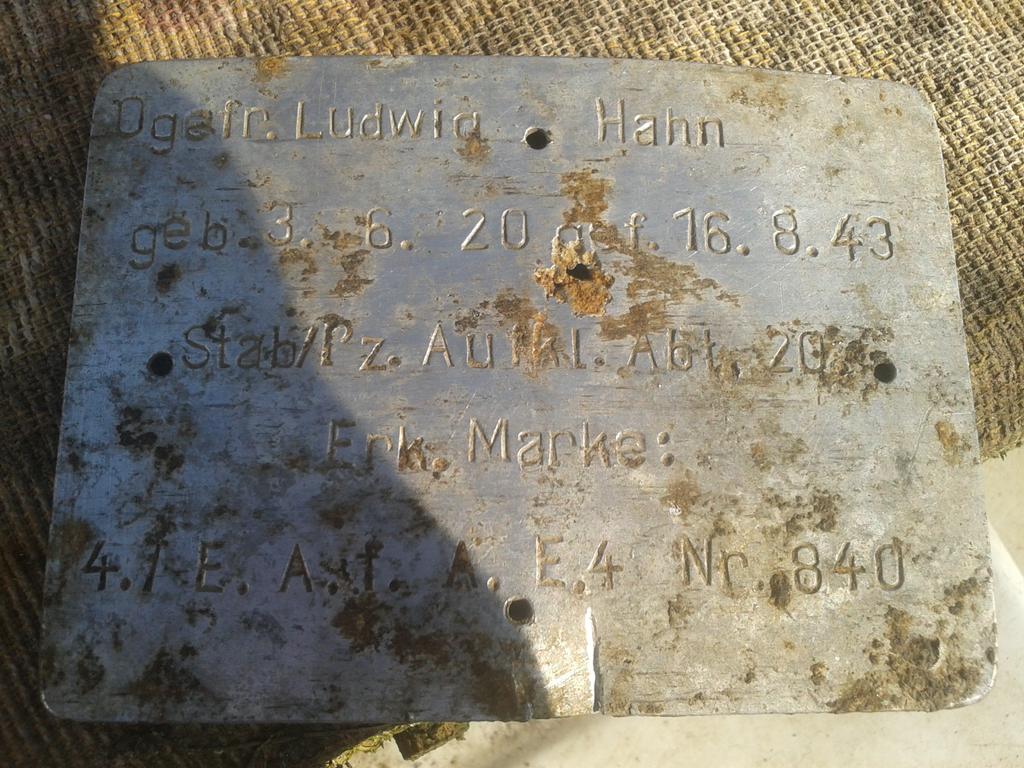 Ogefr. Ludwig Hahn
geb. 3. 6. 20 gef. 16. 8. 43
Stab/Pz. Aufkl. Abt. 20
Erk. Marke:
4./ E. A. f. A. E. 4 Nr. 840